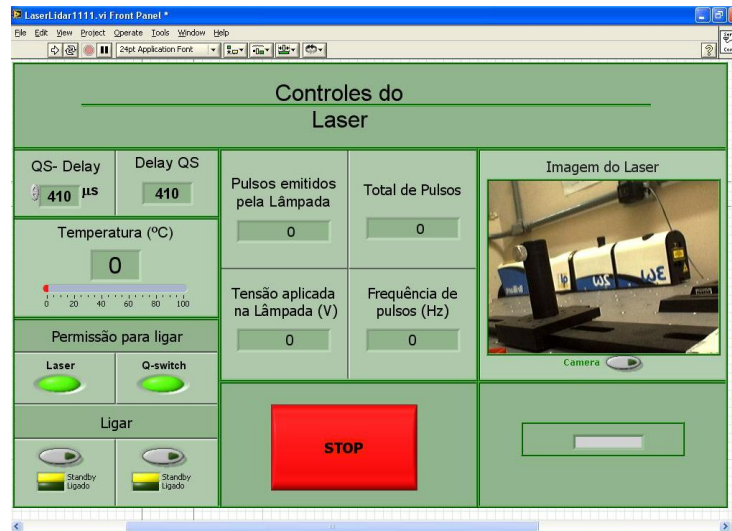 LaserLidar1111.vi Front Panel *
File Edit View Project Operate Tools Window Help
24pt Application Font
Controles do
Laser
QS- Delay
410 µs
Delay QS
410
Temperatura (ºC)
0
0 20 40 60 80 100
Permissão para ligar
Laser
Q-switch
Ligar
Standby
Ligado
Standby
Ligado
Pulsos emitidos
pela Lâmpada
0
Total de Pulsos
0
Tensão aplicada
na Lâmpada (V)
0
Frequência de
pulsos (Hz)
0
STOP
Imagem do Laser
Camera